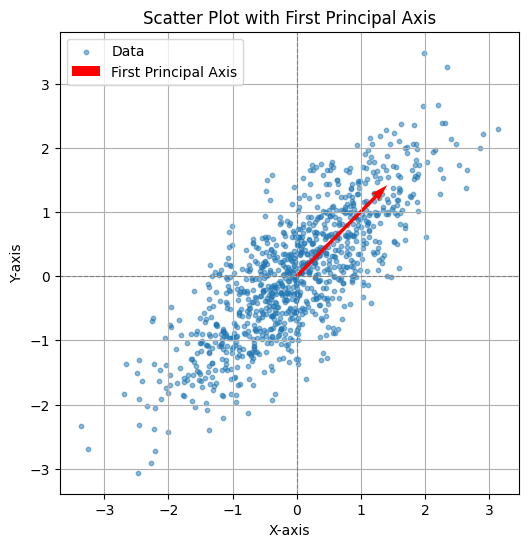 Scatter Plot with First Principal Axis
Data
First Principal Axis
3
2
1
0
−1
−2
−3
Y-axis
−3 −2 −1 0 1 2 3
X-axis